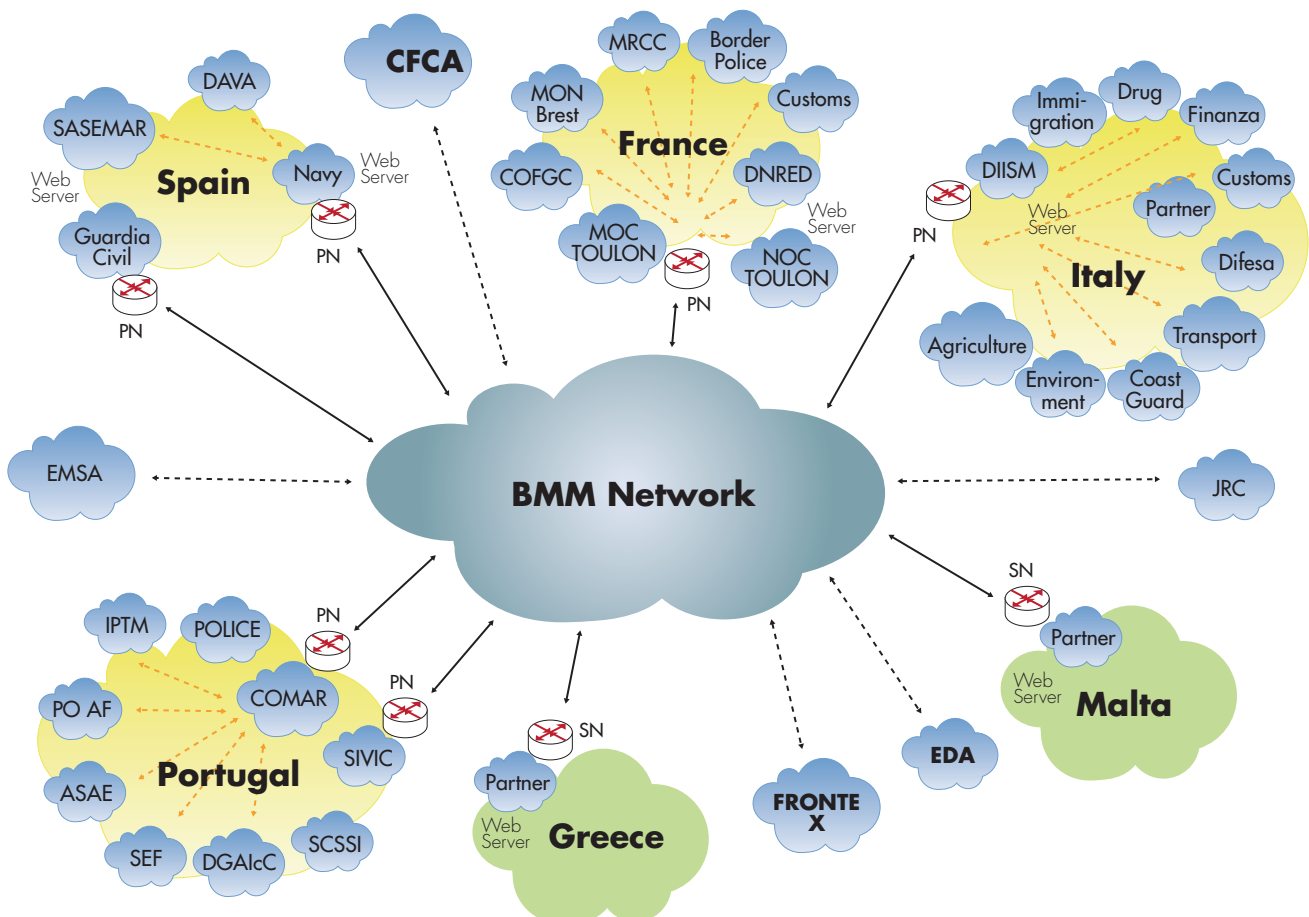 CFCA
DAVA
SASEMAR
Spain
Navy
Web
Server
Web
Server
Guardia
Civil
PN
PN
MRCC
Border
Police
MON
Brest
Customs
France
COFGC
DNRED
Web
Server
MOC
TOULON
NOC
TOULON
PN
Immi-
gration
Drug
Finanza
DIISM
Customs
Partner
Web
Server
PN
Difesa
Italy
Transport
Agriculture
Environ-
ment
Coast
Guard
EMSA
BMM Network
JRC
IPTM
POLICE
PN
COMAR
PN
PO AF
SIVIC
Portugal
ASAE
SEF
DGAIcC
SCSSI
SN
Partner
Web
Server
Greece
FRONTE
X
EDA
SN
Partner
Web
Server
Malta